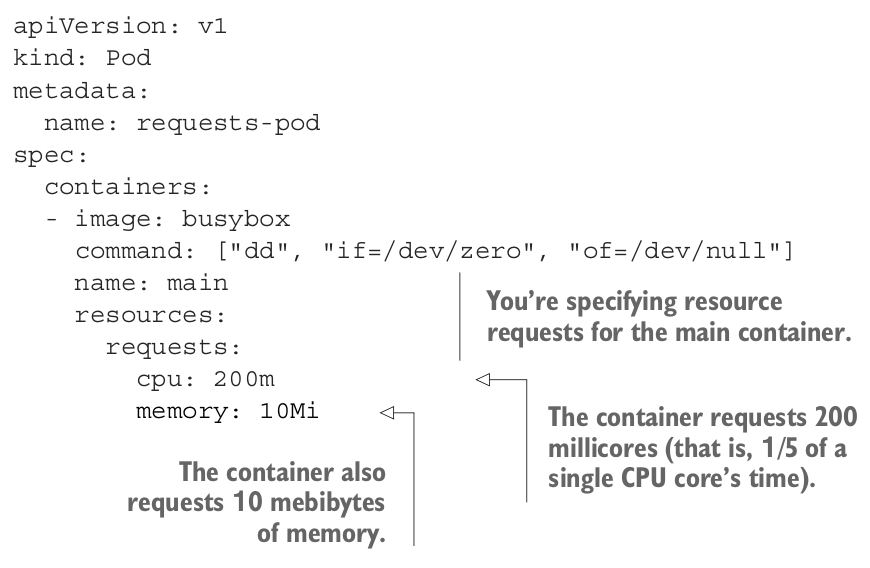 apiVersion: v1
kind: Pod
metadata:
  name: requests-pod
spec:
  containers:
  - image: busybox
    command: ["dd", "if=/dev/zero", "of=/dev/null"]
    name: main
    resources:
      requests:
        cpu: 200m
        memory: 10Mi
You’re specifying resource
requests for the main container.
The container requests 200
millicores (that is, 1/5 of a
single CPU core’s time).
The container also
requests 10 mebibytes
of memory.